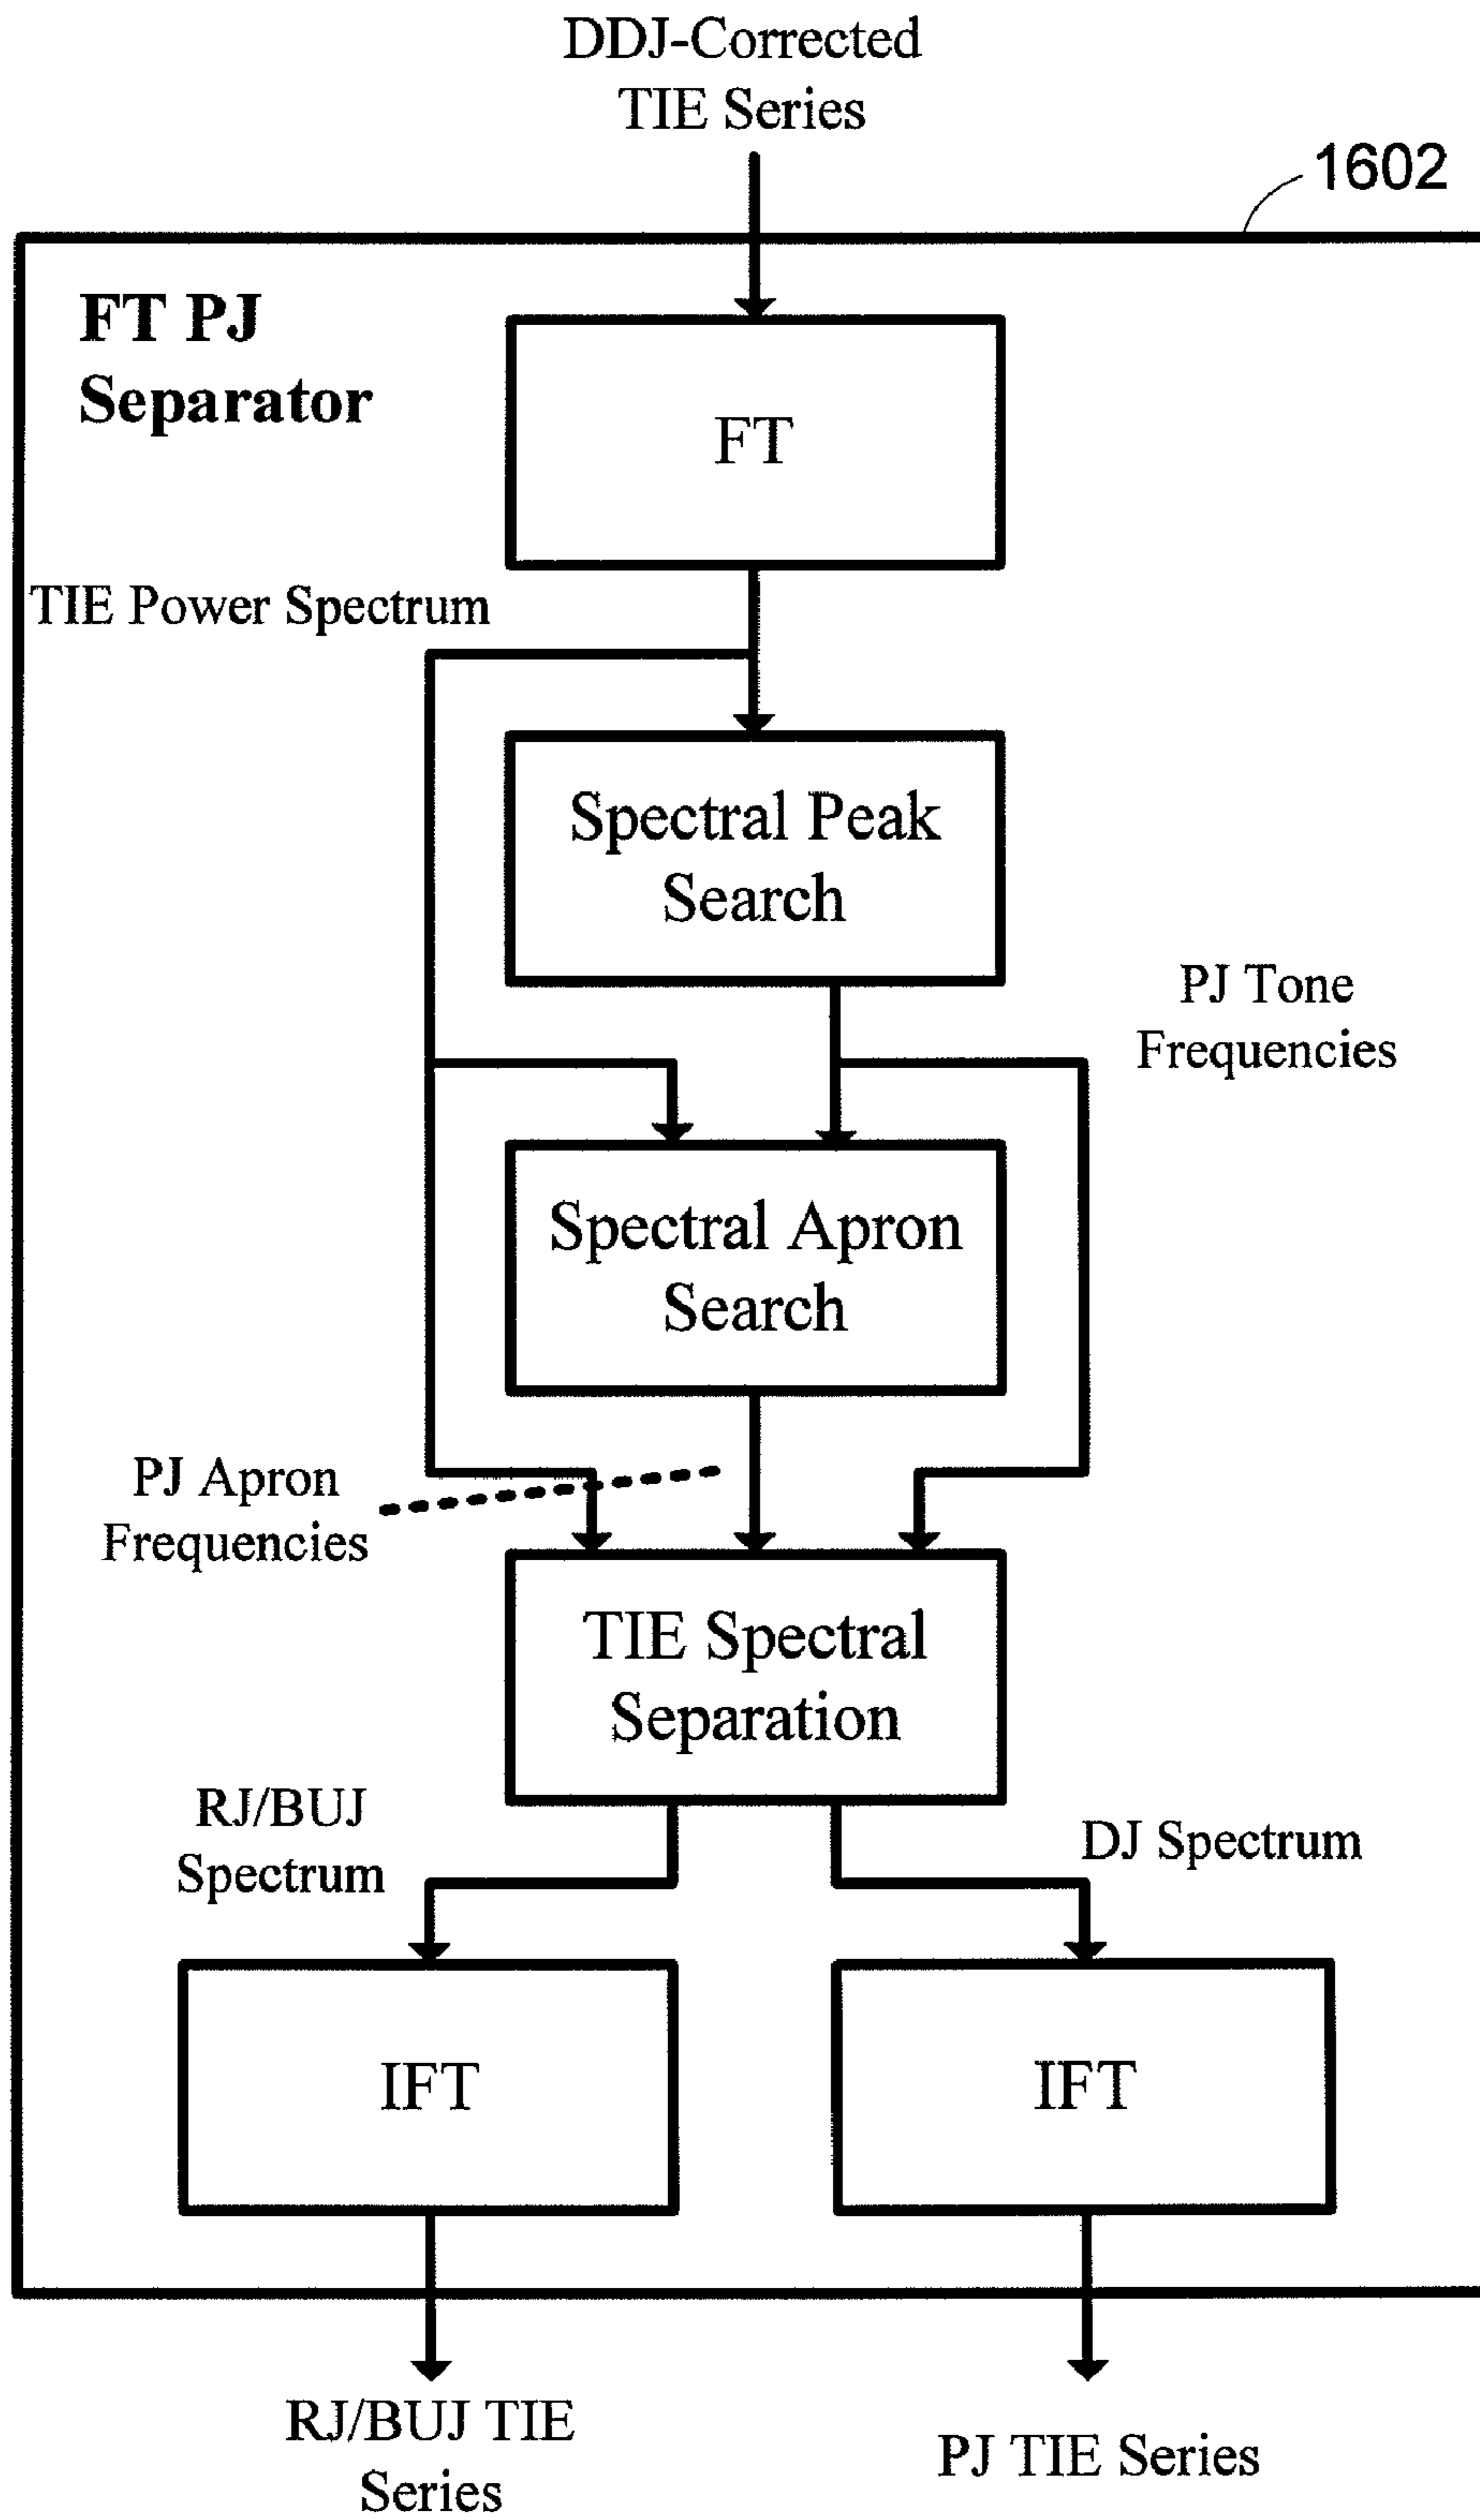 DDJ-Corrected
TIE Series
1602
FT PJ
Separator
FT
TIE Power Spectrum
Spectral Peak
Search
PJ Tone
Frequencies
Spectral Apron
Search
PJ Apron
Frequencies
TIE Spectral
Separation
RJ/BUJ
Spectrum
DJ Spectrum
IFT
IFT
RJ/BUJ TIE
Series
PJ TIE Series